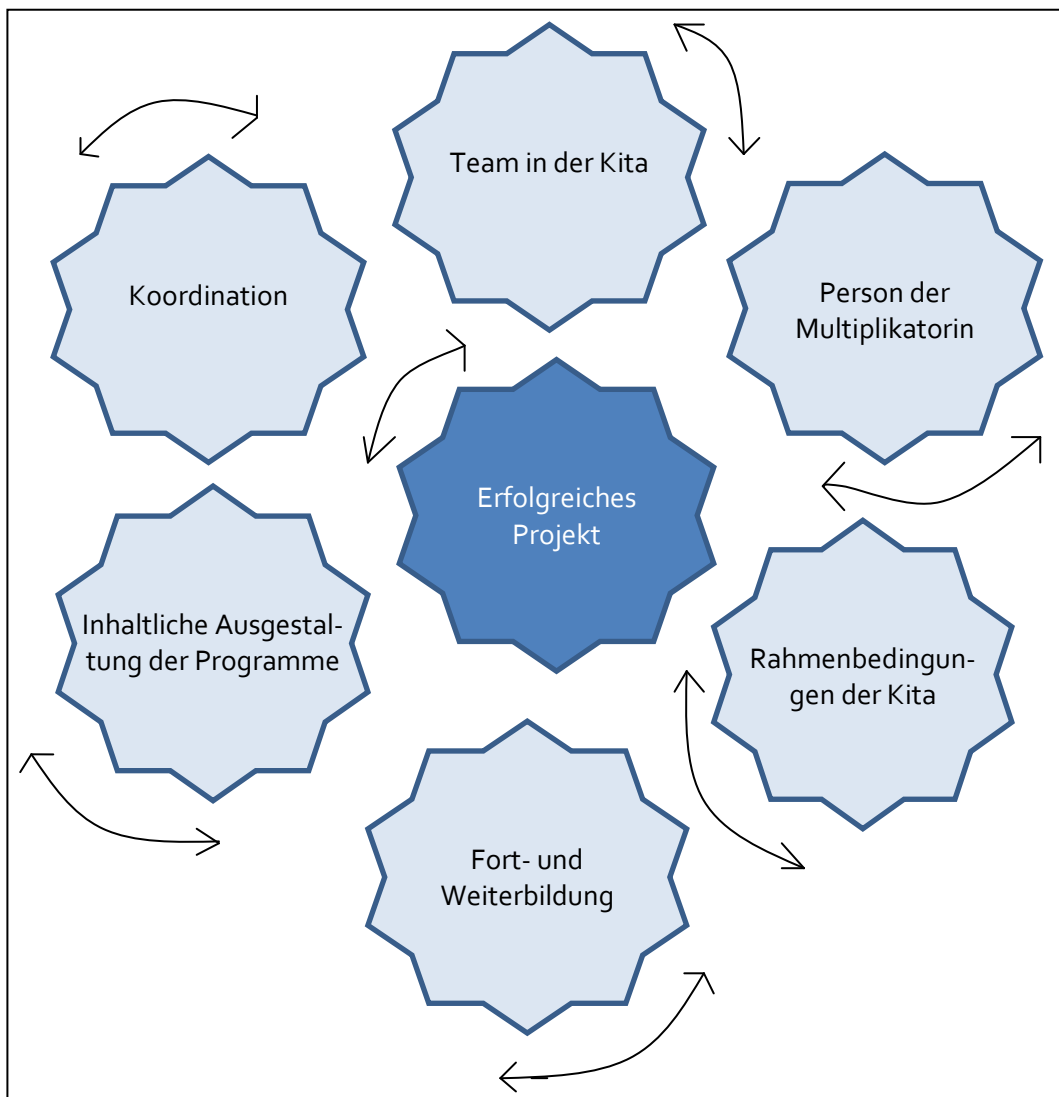 Team in der Kita
Koordination
Person der
Multiplikatorin
Erfolgreiches
Projekt
Inhaltliche Ausgestal-
tung der Programme
Rahmenbedingun-
gen der Kita
Fort- und
Weiterbildung